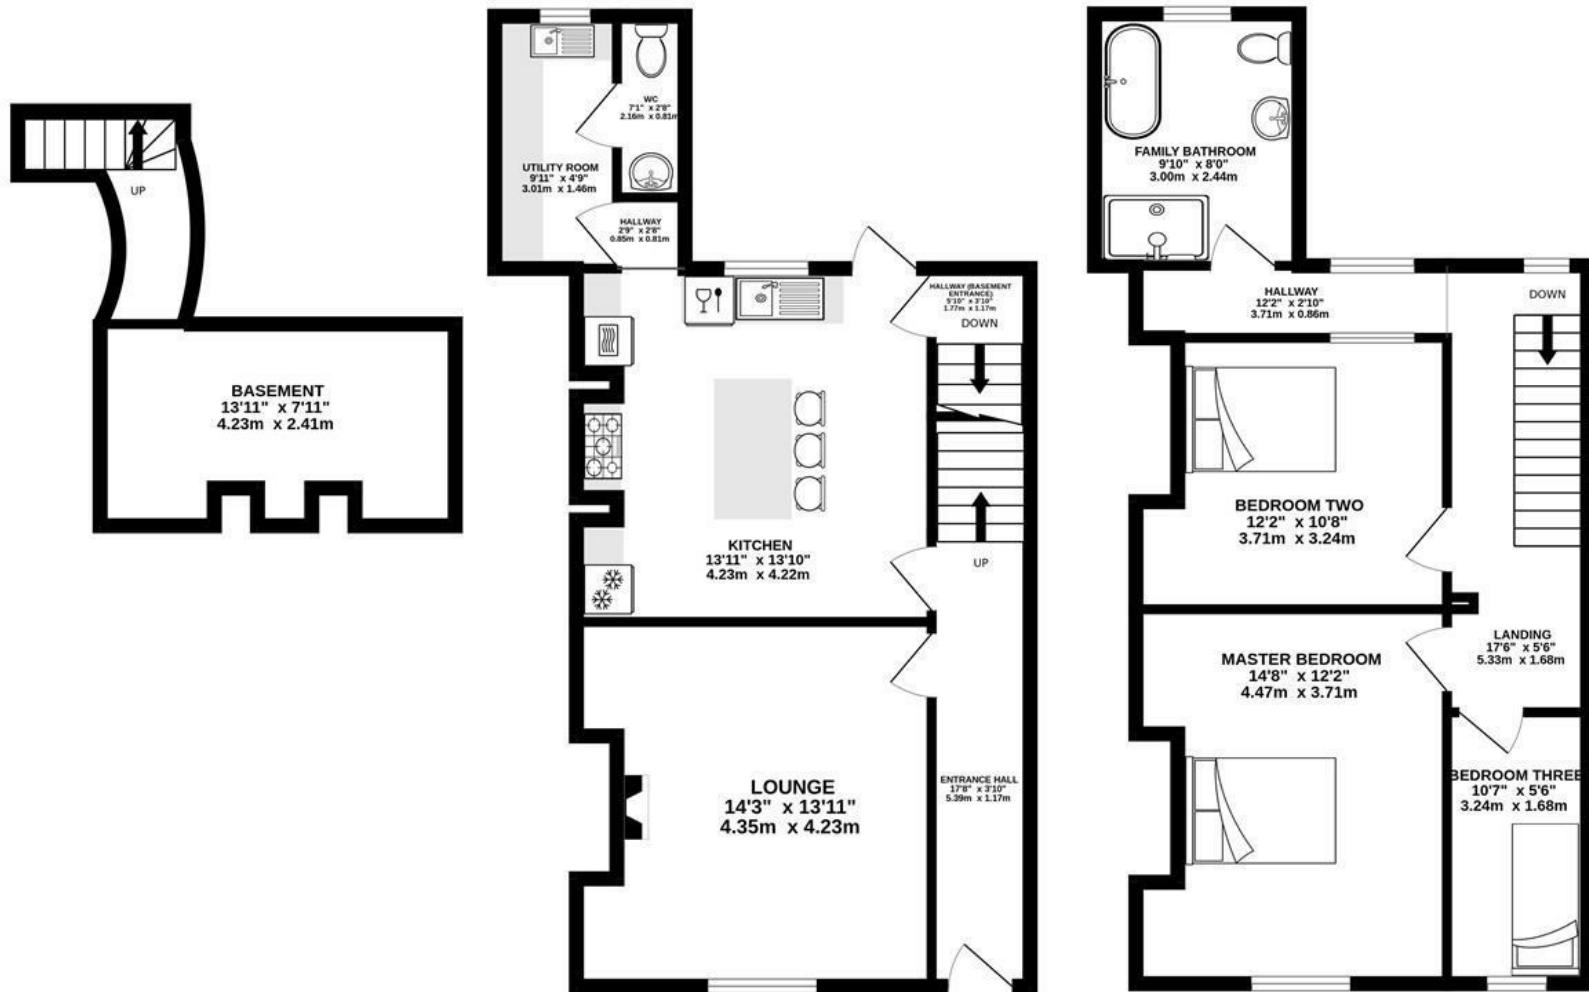 UP
BASEMENT
13'11" x 7'11"
4.23m x 2.41m
WC
7'1" x 2'8"
2.16m x 0.81m
UTILITY ROOM
9'11" x 4'9"
3.01m x 1.46m
HALLWAY
2'9" x 2'8"
0.85m x 0.81m
HALLWAY (BASEMENT
ENTRANCE)
5'10" x 3'10"
1.77m x 1.17m
DOWN
KITCHEN
13'11" x 13'10"
4.23m x 4.22m
UP
LOUNGE
14'3" x 13'11"
4.35m x 4.23m
ENTRANCE HALL
17'8" x 3'10"
5.39m x 1.17m
FAMILY BATHROOM
9'10" x 8'0"
3.00m x 2.44m
HALLWAY
12'2" x 2'10"
3.71m x 0.86m
DOWN
BEDROOM TWO
12'2" x 10'8"
3.71m x 3.24m
LANDING
17'6" x 5'6"
5.33m x 1.68m
MASTER BEDROOM
14'8" x 12'2"
4.47m x 3.71m
BEDROOM THREE
10'7" x 5'6"
3.24m x 1.68m